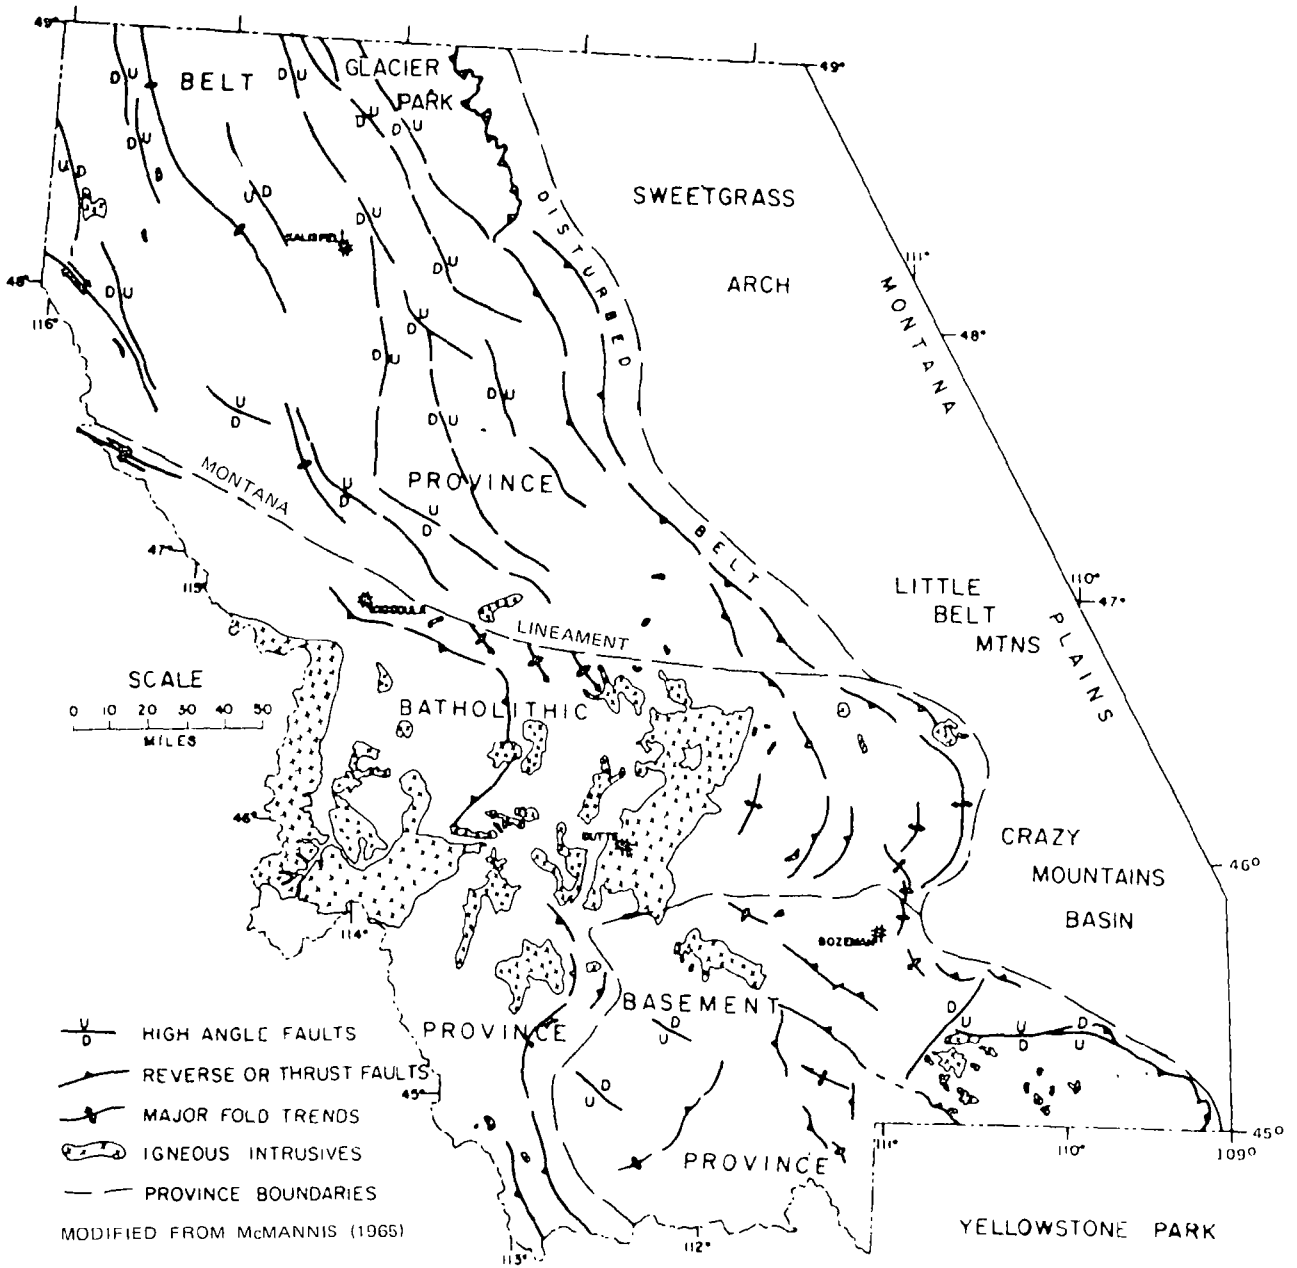 49°
49°
BELT
GLACIER
PARK
D U
D U
D U
D U
D U
D U
U D
U D
SWEETGRASS
ARCH
DISTURBED
BELT
KALISPELL
D U
D U
D U
D U
U
D
D U
D U
D U
U
D
48°
116°
111°
48°
MONTANA
PLAINS
MONTANA
LINEAMENT
PROVINCE
U
D
U
D
47°
115°
110°
47°
MISSOULA
LITTLE
BELT
MTNS
SCALE
0 10 20 30 40 50
MILES
BATHOLITHIC
46°
BUTTE
CRAZY
MOUNTAINS
BASIN
46°
114°
BOZEMAN
BASEMENT
PROVINCE
D
U
D
U
D
U
U
D
D
U
U
D
HIGH ANGLE FAULTS
REVERSE OR THRUST FAULTS
MAJOR FOLD TRENDS
IGNEOUS INTRUSIVES
PROVINCE BOUNDARIES
MODIFIED FROM McMANNIS (1965)
45°
PROVINCE
111°
110°
109°
45°
113°
112°
YELLOWSTONE PARK